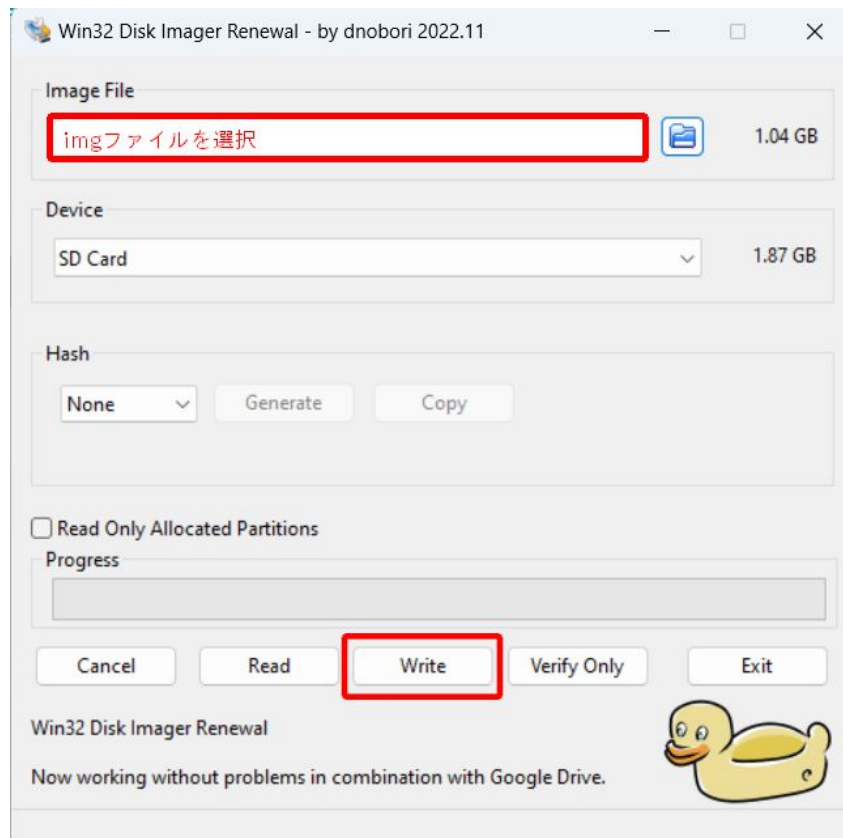 Win32 Disk Imager Renewal - by dnobori 2022.11
Image File
imgファイルを選択
1.04 GB
Device
SD Card
1.87 GB
Hash
None
Generate
Copy
Read Only Allocated Partitions
Progress
Cancel
Read
Write
Verify Only
Exit
Win32 Disk Imager Renewal
Now working without problems in combination with Google Drive.